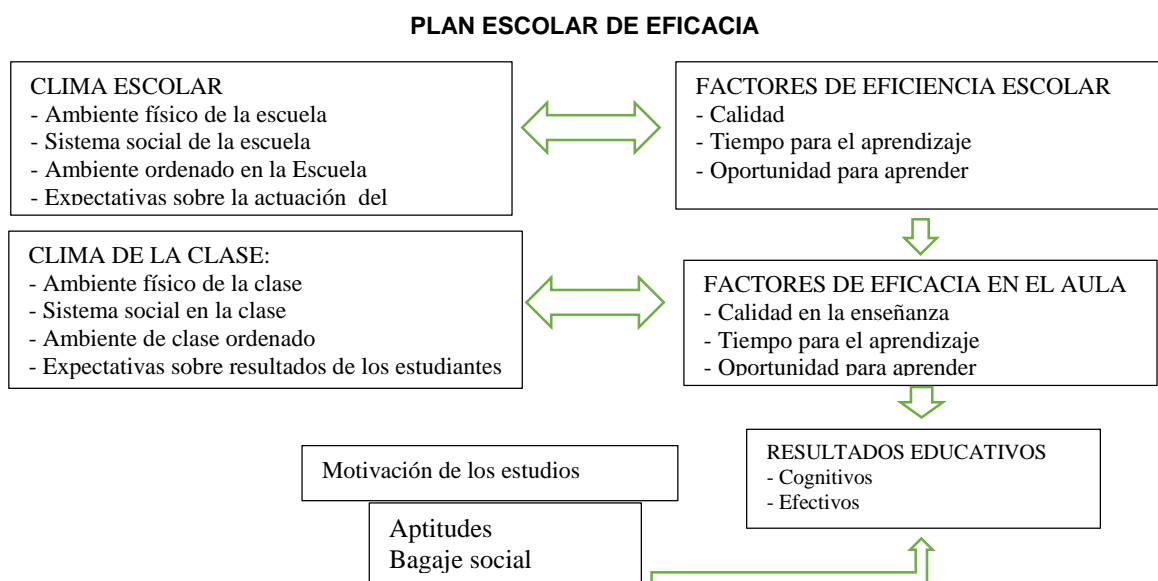 PLAN ESCOLAR DE EFICACIA
CLIMA ESCOLAR
- Ambiente físico de la escuela
- Sistema social de la escuela
- Ambiente ordenado en la Escuela
- Expectativas sobre la actuación del
FACTORES DE EFICIENCIA ESCOLAR
- Calidad
- Tiempo para el aprendizaje
- Oportunidad para aprender
CLIMA DE LA CLASE:
- Ambiente físico de la clase
- Sistema social en la clase
- Ambiente de clase ordenado
- Expectativas sobre resultados de los estudiantes
FACTORES DE EFICACIA EN EL AULA
- Calidad en la enseñanza
- Tiempo para el aprendizaje
- Oportunidad para aprender
RESULTADOS EDUCATIVOS
- Cognitivos
- Efectivos
Motivación de los estudios
Aptitudes
Bagaje social